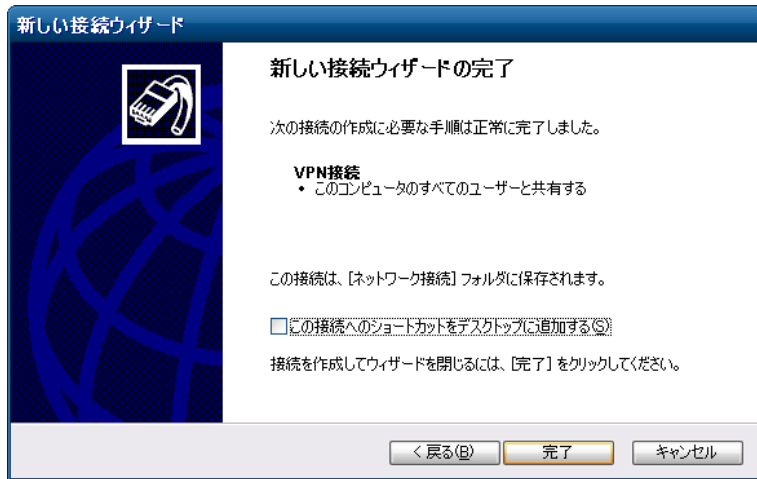 新しい接続ウィザード
新しい接続ウィザードの完了
次の接続の作成に必要な手順は正常に完了しました。
VPN接続
• このコンピュータのすべてのユーザーと共有する
この接続は、[ネットワーク接続] フォルダに保存されます。
この接続へのショートカットをデスクトップに追加する(S)
接続を作成してウィザードを閉じるには、[完了] をクリックしてください。
< 戻る(B) 完了 キャンセル